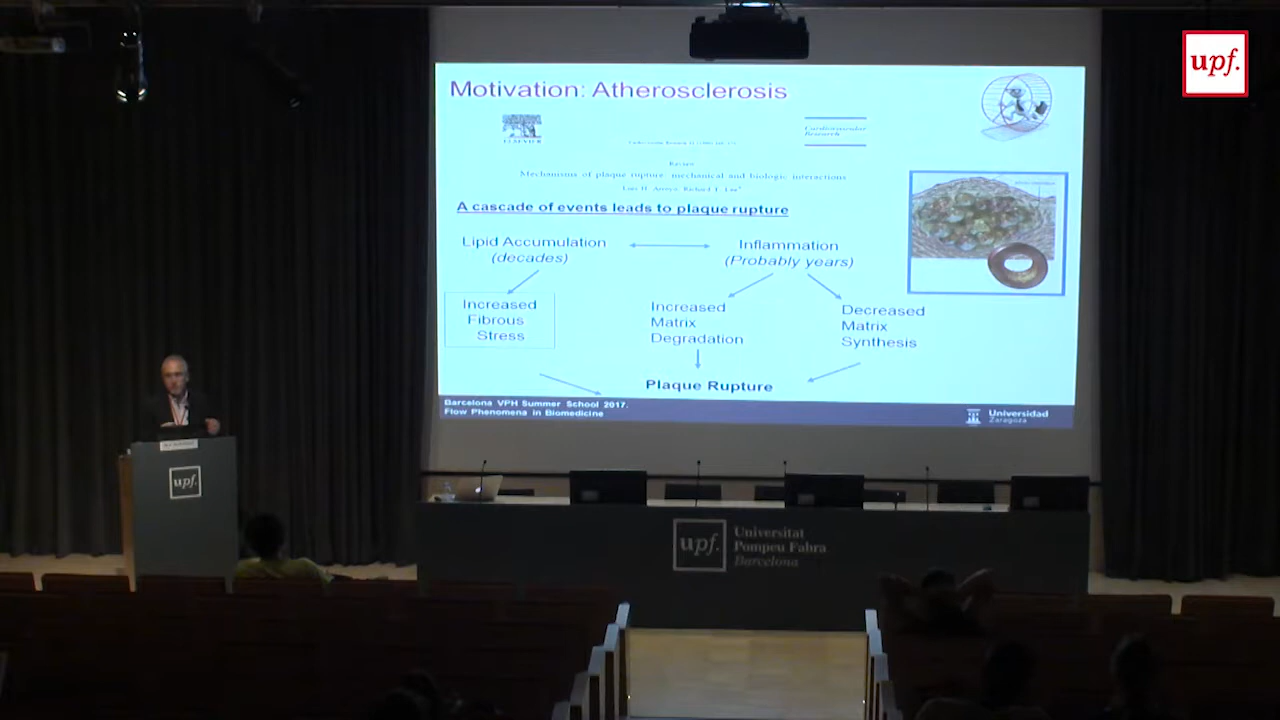 upf.
Motivation: Atherosclerosis
ELSEVIER
Cardiovascular
Research
Review
Mechanisms of plaque rupture: mechanical and biologic interactions
A cascade of events leads to plaque rupture
Lipid Accumulation
(decades)
Inflammation
(Probably years)
Increased
Fibrous
Stress
Increased
Matrix
Degradation
Decreased
Matrix
Synthesis
Plaque Rupture
Barcelona VPH Summer School 2017.
Flow Phenomena in Biomedicine
Universidad
Zaragoza
upf.
upf.
Universitat
Pompeu Fabra
Barcelona